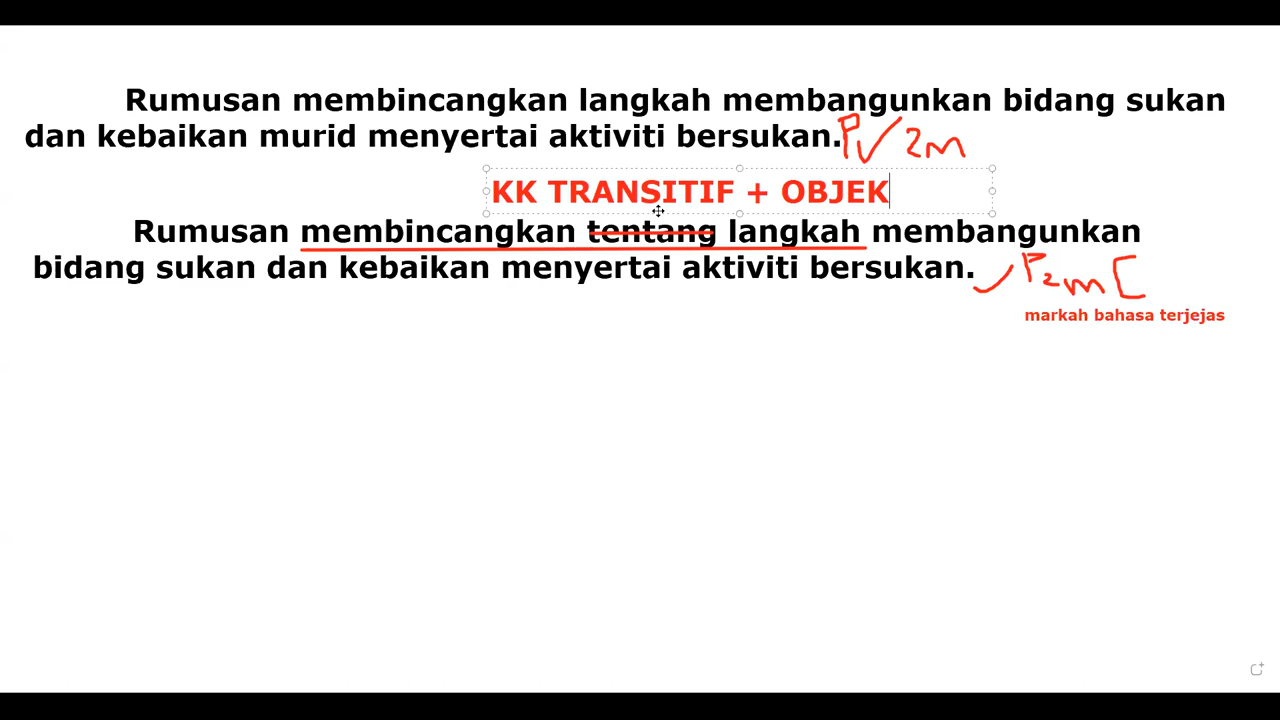 Rumusan membincangkan langkah membangunkan bidang sukan
dan kebaikan murid menyertai aktiviti bersukan. P✓ 2m
KK TRANSITIF + OBJEK
Rumusan membincangkan tentang langkah membangunkan
bidang sukan dan kebaikan menyertai aktiviti bersukan. ✓ P2m [
markah bahasa terjejas